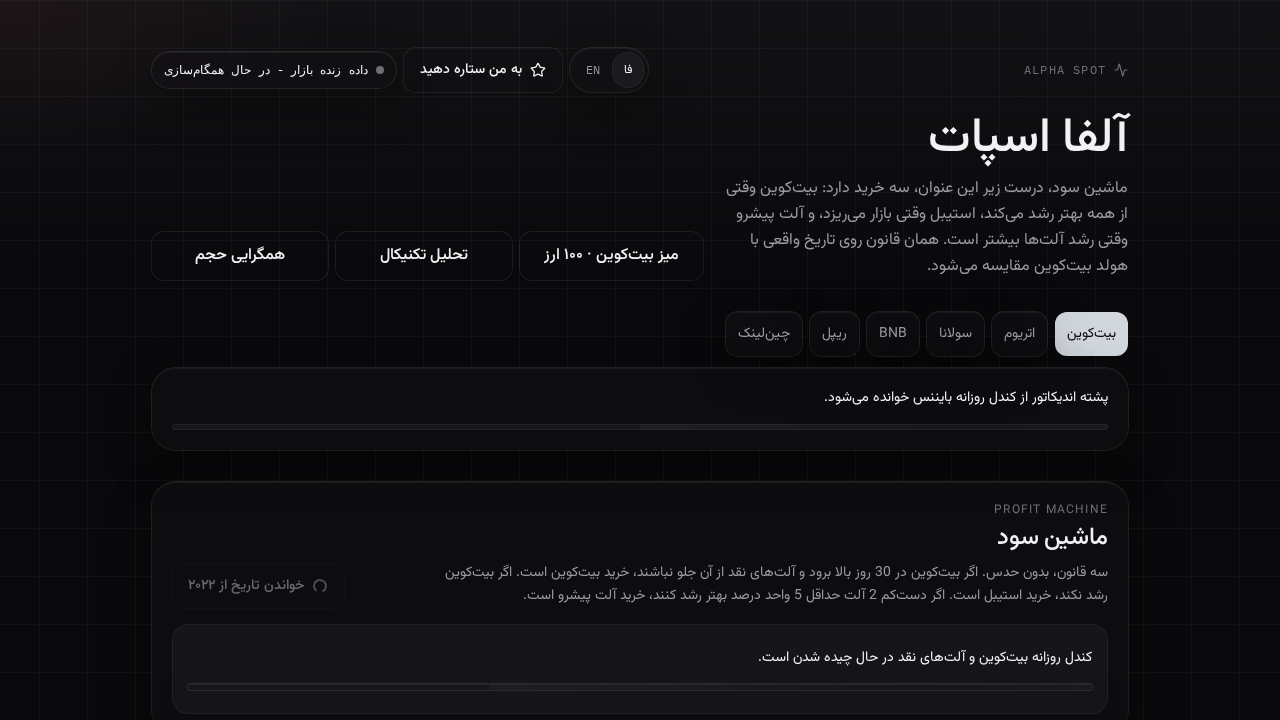 ALPHA SPOT
فا
EN
به من ستاره دهید
داده زنده بازار - در حال همگام‌سازی
آلفا اسپات
ماشین سود، درست زیر این عنوان، سه خرید دارد: بیت‌کوین وقتی
از همه بهتر رشد می‌کند، استیبل وقتی بازار می‌ریزد، و آلت پیشرو
وقتی رشد آلت‌ها بیشتر است. همان قانون روی تاریخ واقعی با
هولد بیت‌کوین مقایسه می‌شود.
میز بیت‌کوین · ۱۰۰ ارز
تحلیل تکنیکال
همگرایی حجم
بیت‌کوین
اتریوم
سولانا
BNB
ریپل
چین‌لینک
پشته اندیکاتور از کندل روزانه بایننس خوانده می‌شود.
PROFIT MACHINE
ماشین سود
سه قانون، بدون حدس. اگر بیت‌کوین در 30 روز بالا برود و آلت‌های نقد از آن جلو نباشند، خرید بیت‌کوین است. اگر بیت‌کوین
رشد نکند، خرید استیبل است. اگر دست‌کم 2 آلت حداقل 5 واحد درصد بهتر رشد کنند، خرید آلت پیشرو است.
خواندن تاریخ از ۲۰۲۲
کندل روزانه بیت‌کوین و آلت‌های نقد در حال چیده شدن است.